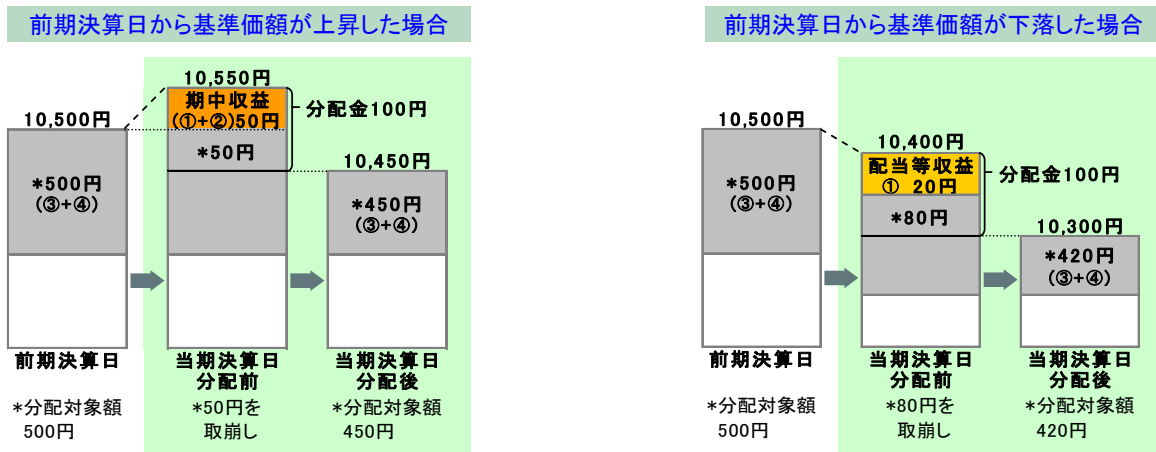 前期決算日から基準価額が上昇した場合
10,550円
期中収益
(①+②)50円
分配金100円
10,500円
*50円
10,450円
*500円
(③+④)
*450円
(③+④)
前期決算日
当期決算日
分配前
当期決算日
分配後
*分配対象額
500円
*50円を
取崩し
*分配対象額
450円
前期決算日から基準価額が下落した場合
10,500円
10,400円
配当等収益
① 20円
分配金100円
*500円
(③+④)
*80円
10,300円
*420円
(③+④)
前期決算日
当期決算日
分配前
当期決算日
分配後
*分配対象額
500円
*80円を
取崩し
*分配対象額
420円